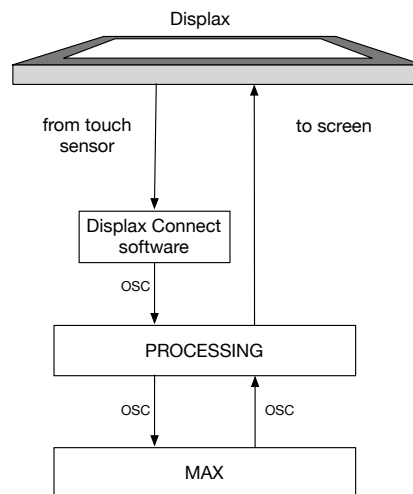 Displax
from touch
sensor
to screen
Displax Connect
software
OSC
PROCESSING
OSC
OSC
MAX